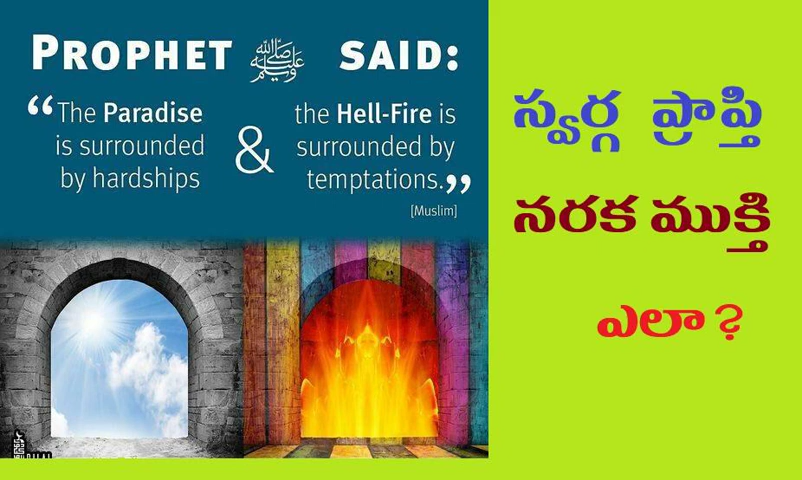 PROPHET ﷺ SAID:
“The Paradise
is surrounded
by hardships
&
the Hell-Fire is
surrounded by
temptations.”
[Muslim]
స్వర్గ ప్రాప్తి
నరక ముక్తి
ఎలా ?